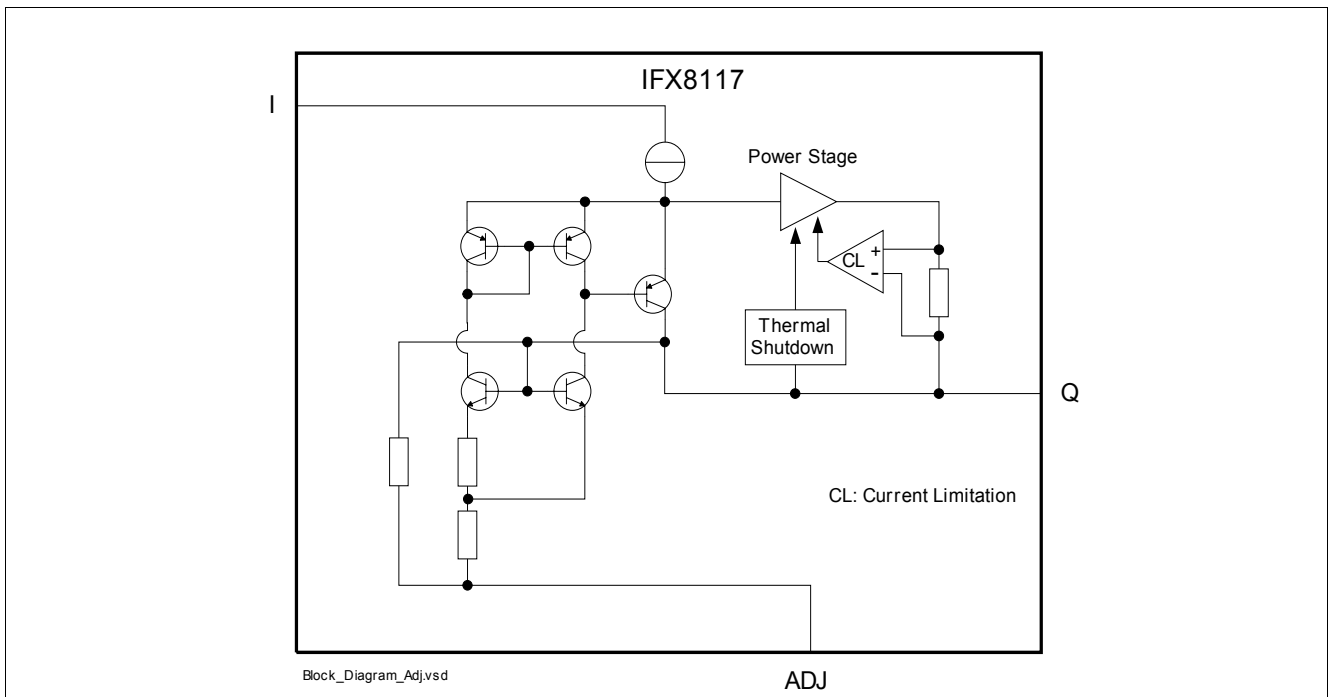 IFX8117
I
Power Stage
CL
+
-
Thermal
Shutdown
Q
CL: Current Limitation
Block_Diagram_Adj.vsd
ADJ